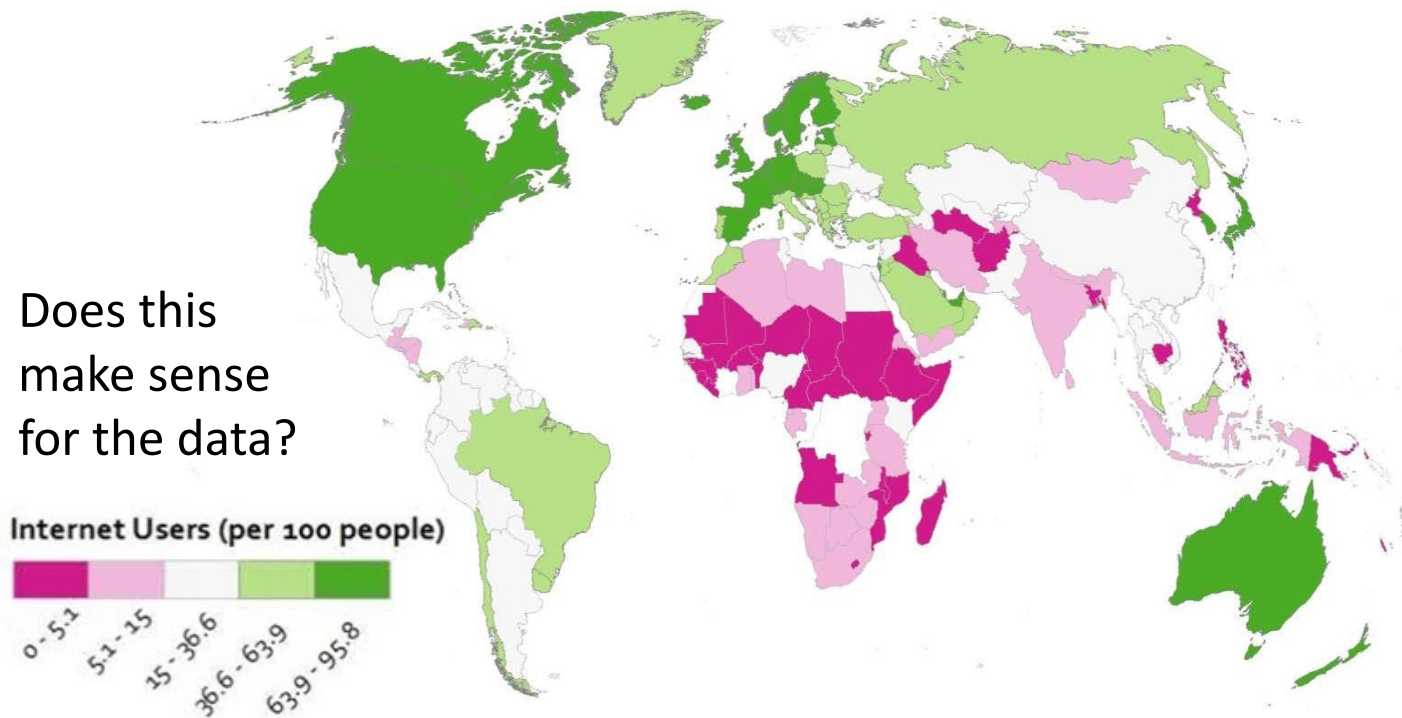 Does this
make sense
for the data?
Internet Users (per 100 people)
0 - 5.1
5.1 - 15
15 - 36.6
36.6 - 63.9
63.9 - 95.8